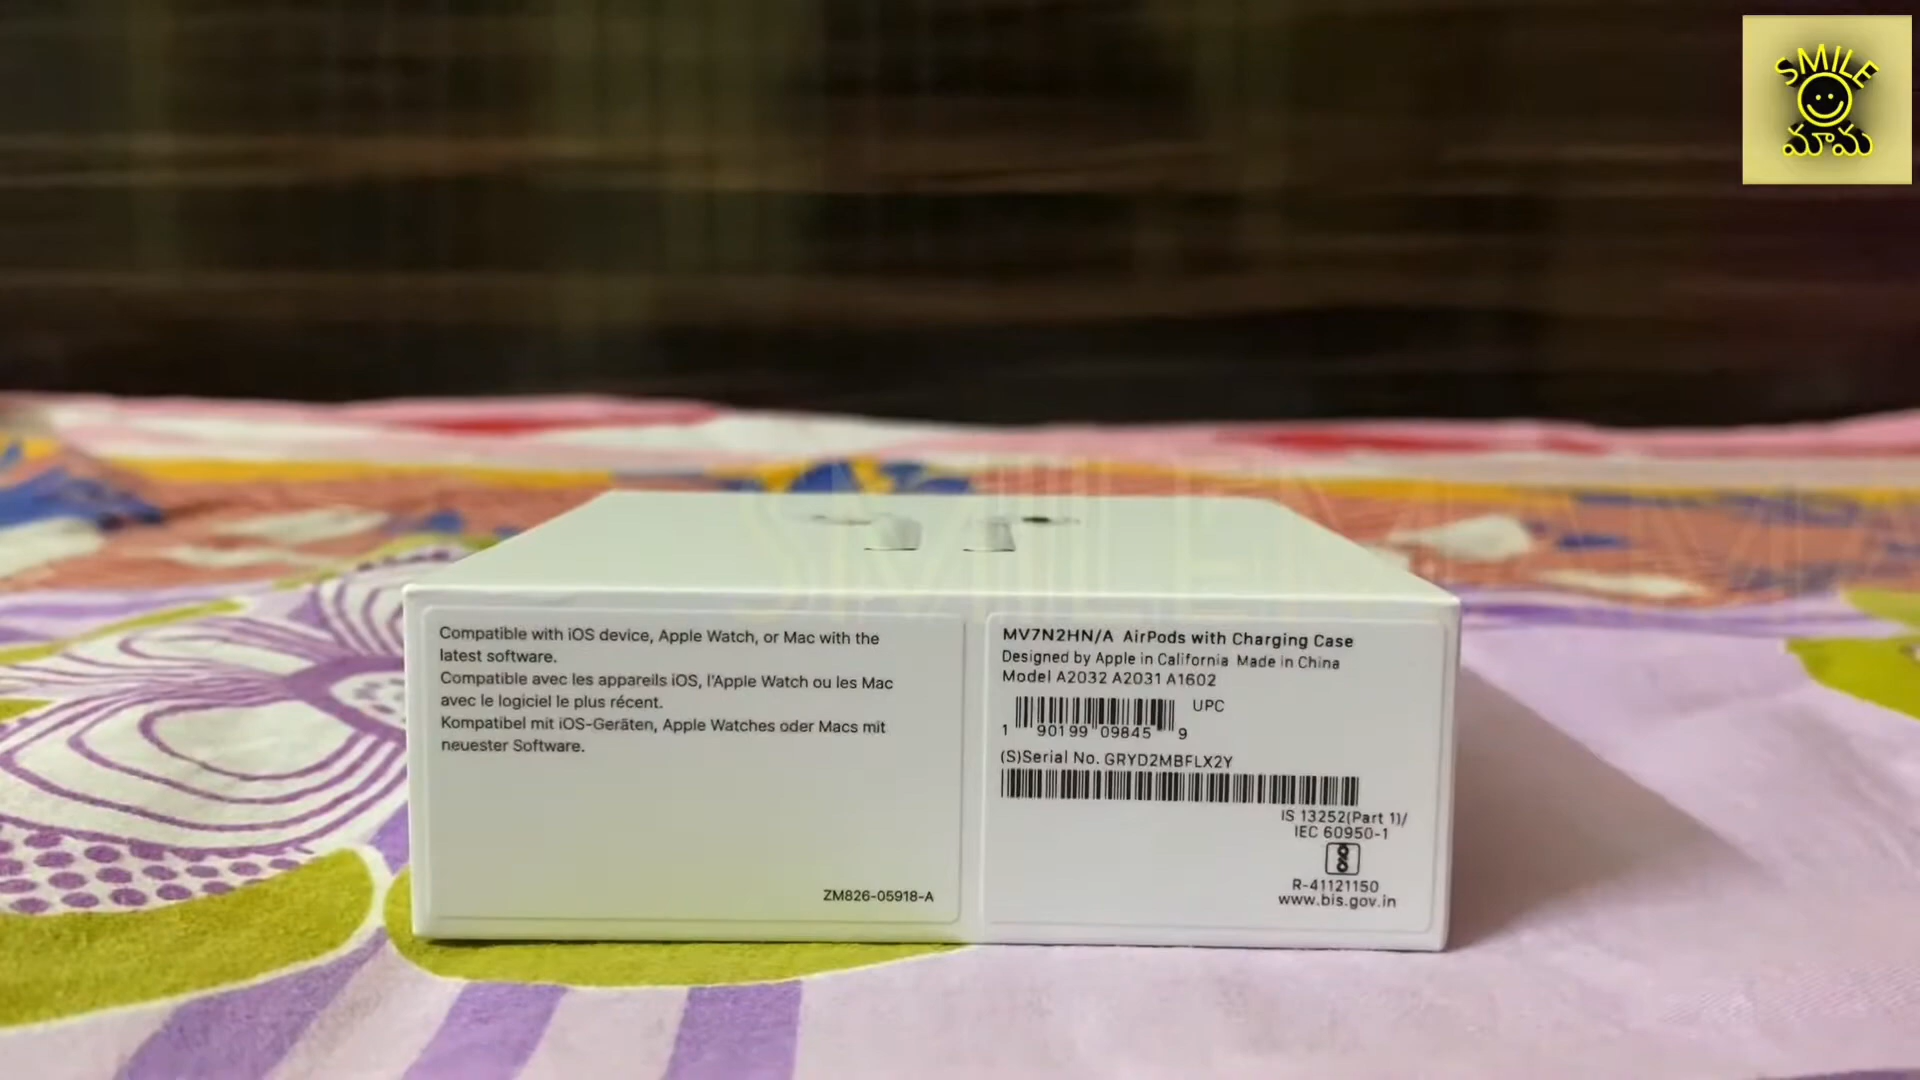 SMILE
మామ
Compatible with iOS device, Apple Watch, or Mac with the
latest software.
Compatible avec les appareils iOS, l'Apple Watch ou les Mac
avec le logiciel le plus récent.
Kompatibel mit iOS-Geräten, Apple Watches oder Macs mit
neuester Software.
ZM826-05918-A
MV7N2HN/A AirPods with Charging Case
Designed by Apple in California Made in China
Model A2032 A2031 A1602
UPC
1 90199 09845 9
(S)Serial No. GRYD2MBFLX2Y
IS 13252(Part 1)/
IEC 60950-1
R-41121150
www.bis.gov.in